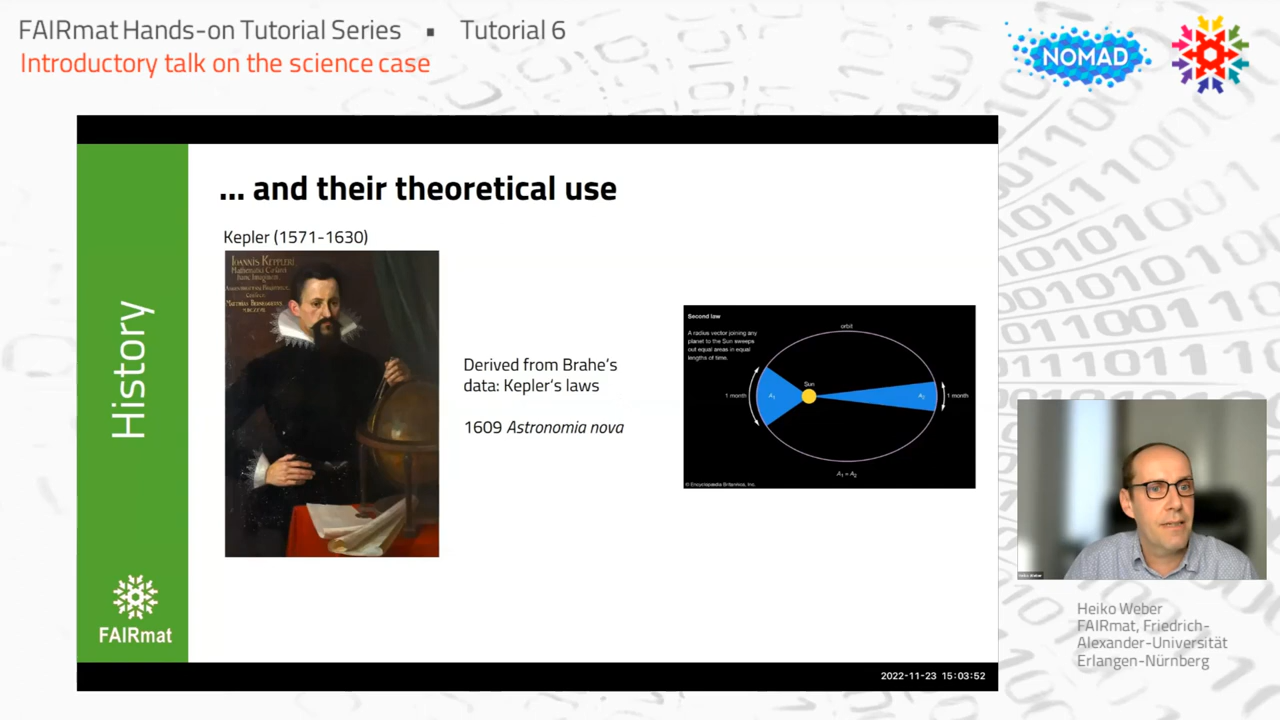 FAIRmat Hands-on Tutorial Series ▪ Tutorial 6
Introductory talk on the science case
NOMAD
... and their theoretical use
History
Kepler (1571-1630)
IOANNIS KEPPLERI
Derived from Brahe's
data: Kepler's laws
1609 Astronomia nova
Second law
A radius vector joining any
planet to the Sun sweeps
out equal areas in equal
lengths of time.
orbit
Sun
1 month
A₁
A₂
1 month
A₁ = A₂
© Encyclopædia Britannica, Inc.
FAIRmat
2022-11-23 15:03:52
Heiko Weber
FAIRmat, Friedrich-
Alexander-Universität
Erlangen-Nürnberg